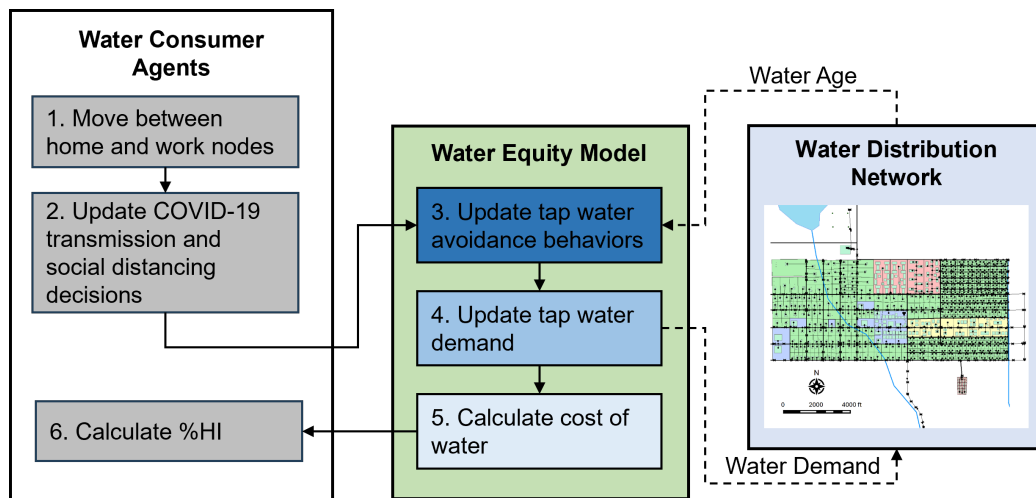 Water Consumer
Agents
1. Move between
home and work nodes
2. Update COVID-19
transmission and
social distancing
decisions
6. Calculate %HI
Water Equity Model
3. Update tap water
avoidance behaviors
4. Update tap water
demand
5. Calculate cost of
water
Water Age
Water Distribution
Network
N
0 2000 4000 ft
Water Demand